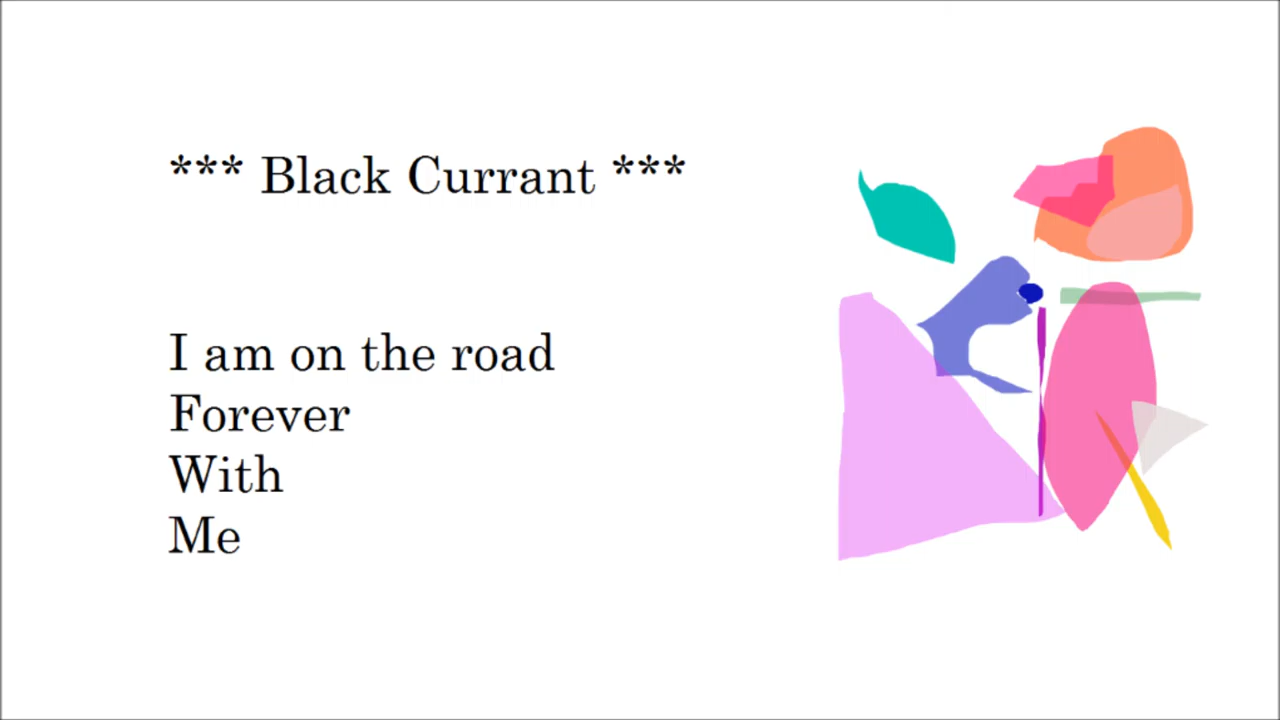 *** Black Currant ***
I am on the road
Forever
With
Me